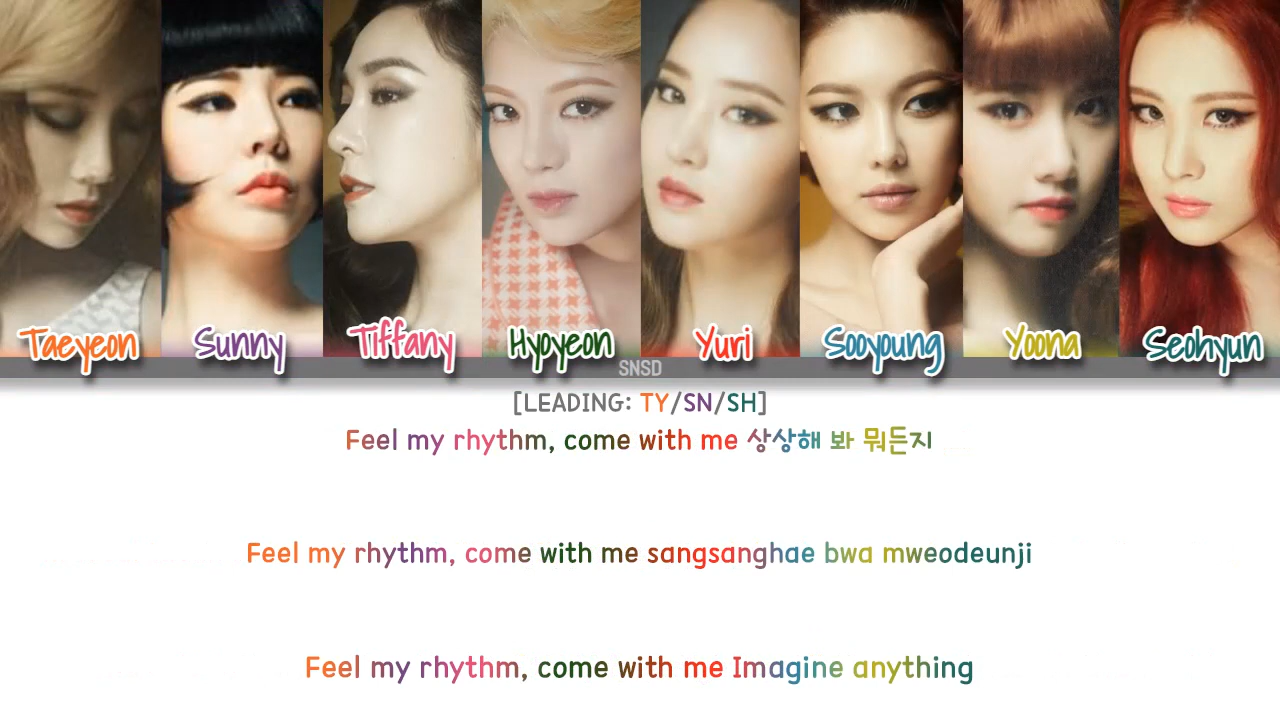 Taeyeon Sunny Tiffany Hyoyeon Yuri Sooyoung Yoona Seohyun
SNSD
[LEADING: TY/SN/SH]
Feel my rhythm, come with me 상상해 봐 뭐든지
Feel my rhythm, come with me sangsanghae bwa mweodeunji
Feel my rhythm, come with me Imagine anything